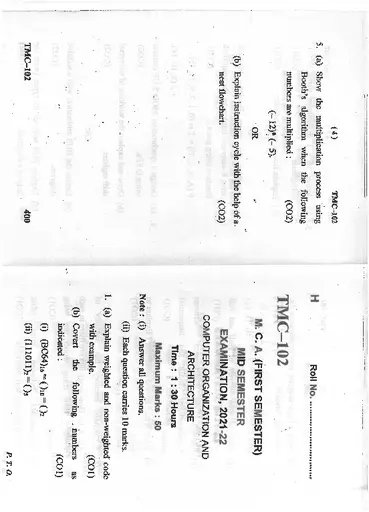 (4) TMC-102
5. (a) Show the multiplication process using
Booth's algorithm when the following
numbers are multiplied : (CO2)
(– 12)* (– 5),
OR
(b) Explain instruction cycle with the help of a
neat flowchart. (CO2)
TMC-102 400
H Roll No. ..............................
TMC-102
M. C. A. (FIRST SEMESTER)
MID SEMESTER
EXAMINATION, 2021-22
COMPUTER ORGANIZATION AND
ARCHITECTURE
Time : 1 : 30 Hours
Maximum Marks : 50
Note : (i) Answer all questions.
(ii) Each question carries 10 marks.
1. (a) Explain weighted and non-weighted code
with example. (CO1)
(b) Covert the following numbers as
indicated : (CO1)
(i) (BC64)₁₆ = ( )₁₀ = ( )₂
(ii) (111011)₂ = ( )₈
P. T. O.